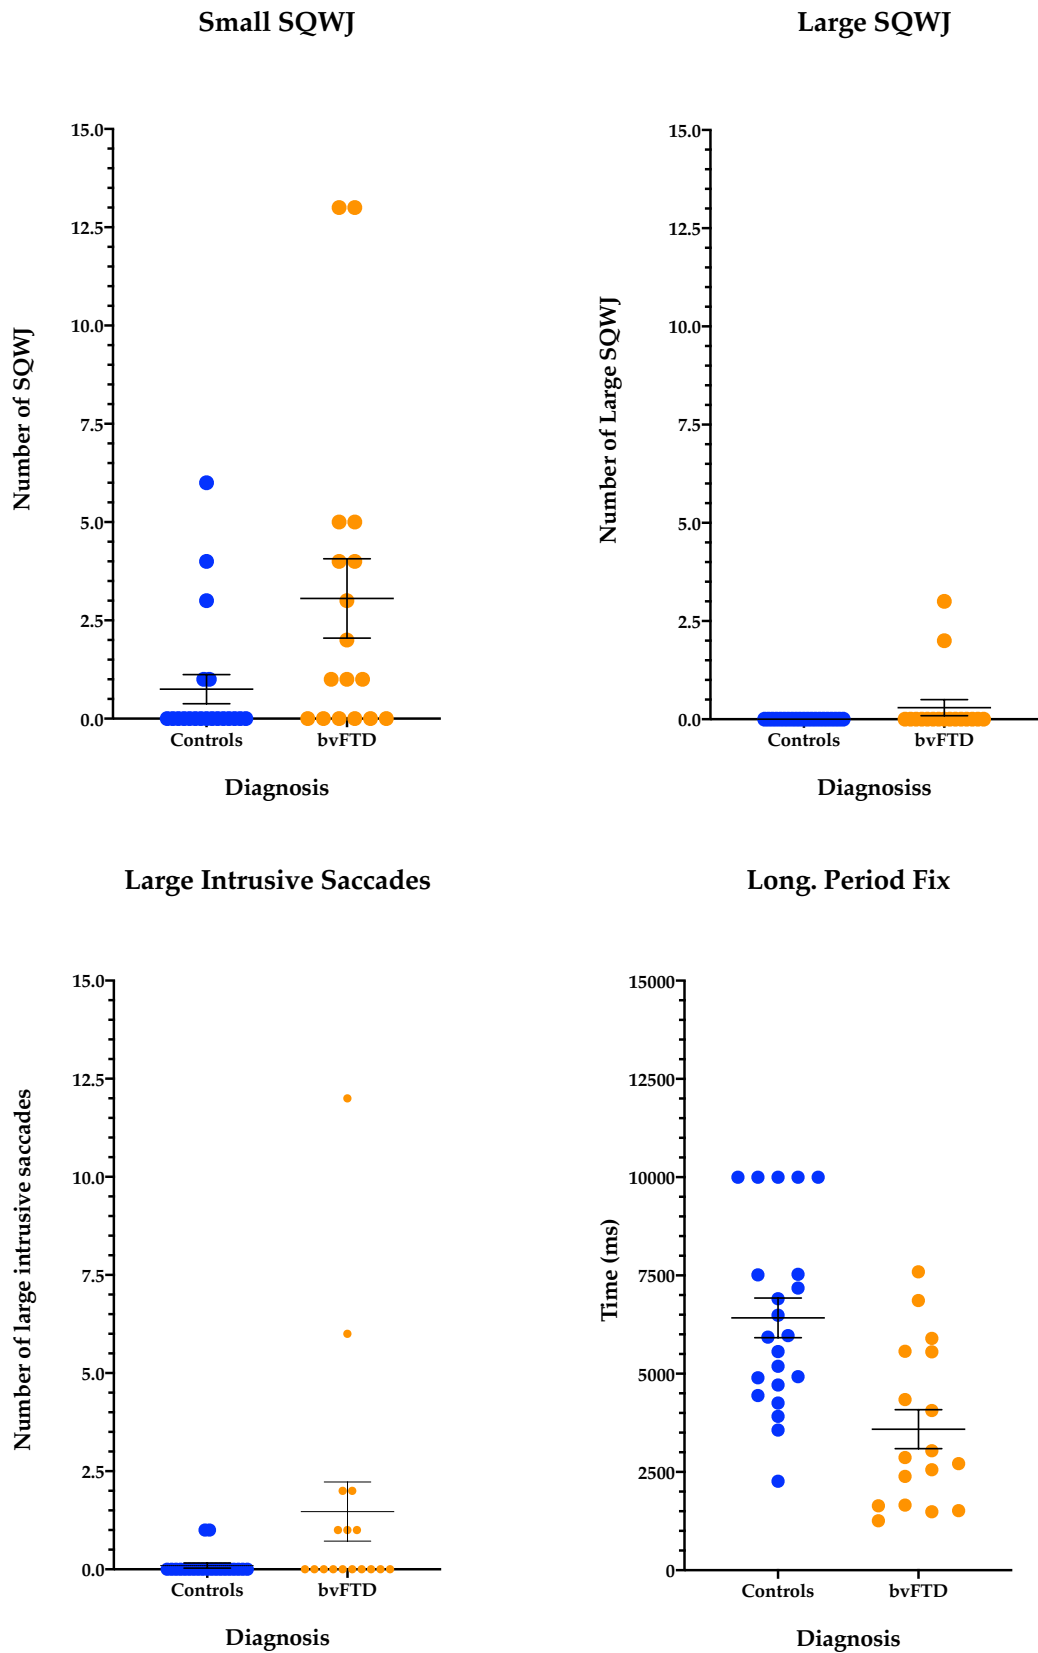 Small SQWJ
Number of SQWJ
15.0
12.5
10.0
7.5
5.0
2.5
0.0
Controls
bvFTD
Diagnosis
Large SQWJ
Number of Large SQWJ
15.0
12.5
10.0
7.5
5.0
2.5
0.0
Controls
bvFTD
Diagnosiss
Large Intrusive Saccades
Number of large intrusive saccades
15.0
12.5
10.0
7.5
5.0
2.5
0.0
Controls
bvFTD
Diagnosis
Long. Period Fix
Time (ms)
15000
12500
10000
7500
5000
2500
0
Controls
bvFTD
Diagnosis